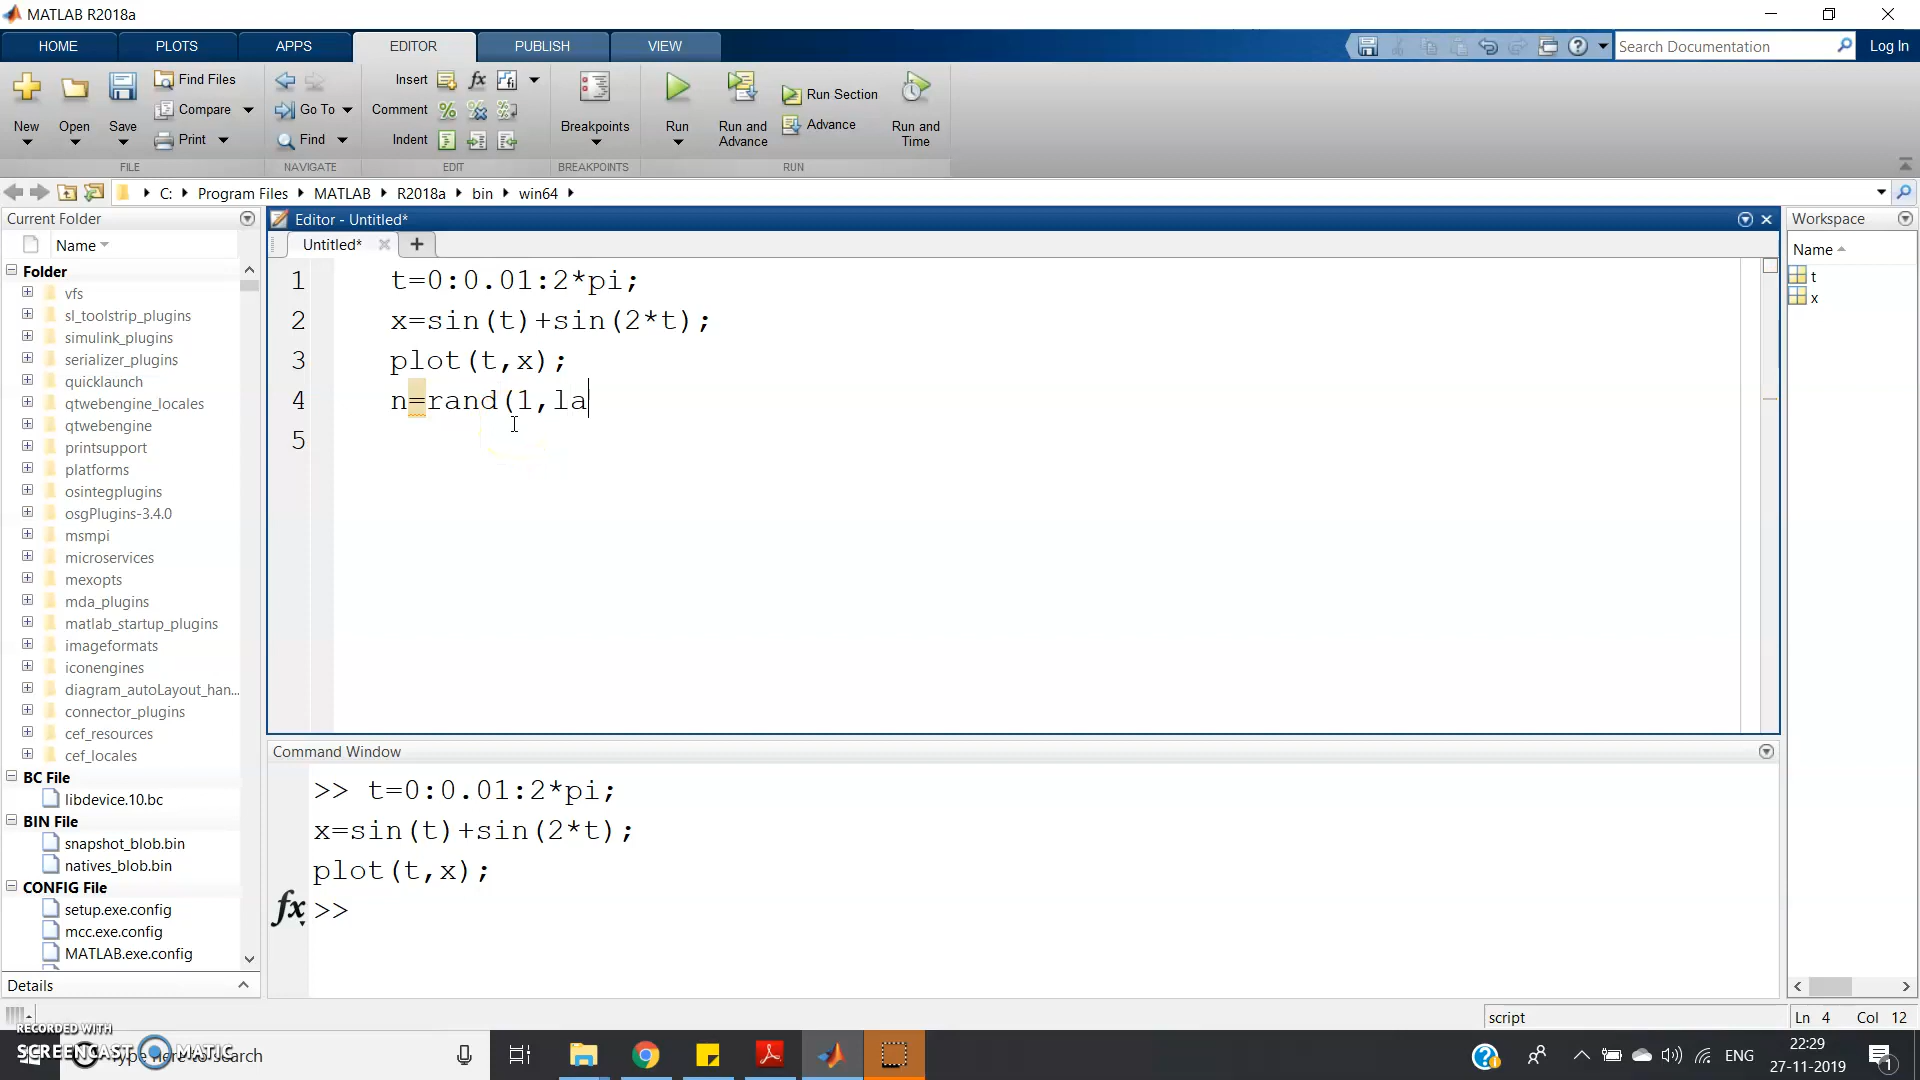 MATLAB R2018a
HOME PLOTS APPS EDITOR PUBLISH VIEW Search Documentation Log In
New Open Save Find Files Compare Print Go To Find Insert Comment Indent Breakpoints Run Run and Advance Run Section Advance Run and Time
FILE NAVIGATE EDIT BREAKPOINTS RUN
C: Program Files MATLAB R2018a bin win64
Current Folder
Name
Folder
vfs
sl_toolstrip_plugins
simulink_plugins
serializer_plugins
quicklaunch
qtwebengine_locales
qtwebengine
printsupport
platforms
osintegplugins
osgPlugins-3.4.0
msmpi
microservices
mexopts
mda_plugins
matlab_startup_plugins
imageformats
iconengines
diagram_autoLayout_han...
connector_plugins
cef_resources
cef_locales
BC File
libdevice.10.bc
BIN File
snapshot_blob.bin
natives_blob.bin
CONFIG File
setup.exe.config
mcc.exe.config
MATLAB.exe.config
Details
Editor - Untitled*
Untitled*
1 t=0:0.01:2*pi;
2 x=sin(t)+sin(2*t);
3 plot(t,x);
4 n=rand(1,la
5
Command Window
>> t=0:0.01:2*pi;
x=sin(t)+sin(2*t);
plot(t,x);
fx >>
Workspace
Name
t
x
script Ln 4 Col 12
RECORDED WITH
SCREENCAST MATIC
Type here to search
ENG
22:29
27-11-2019
1